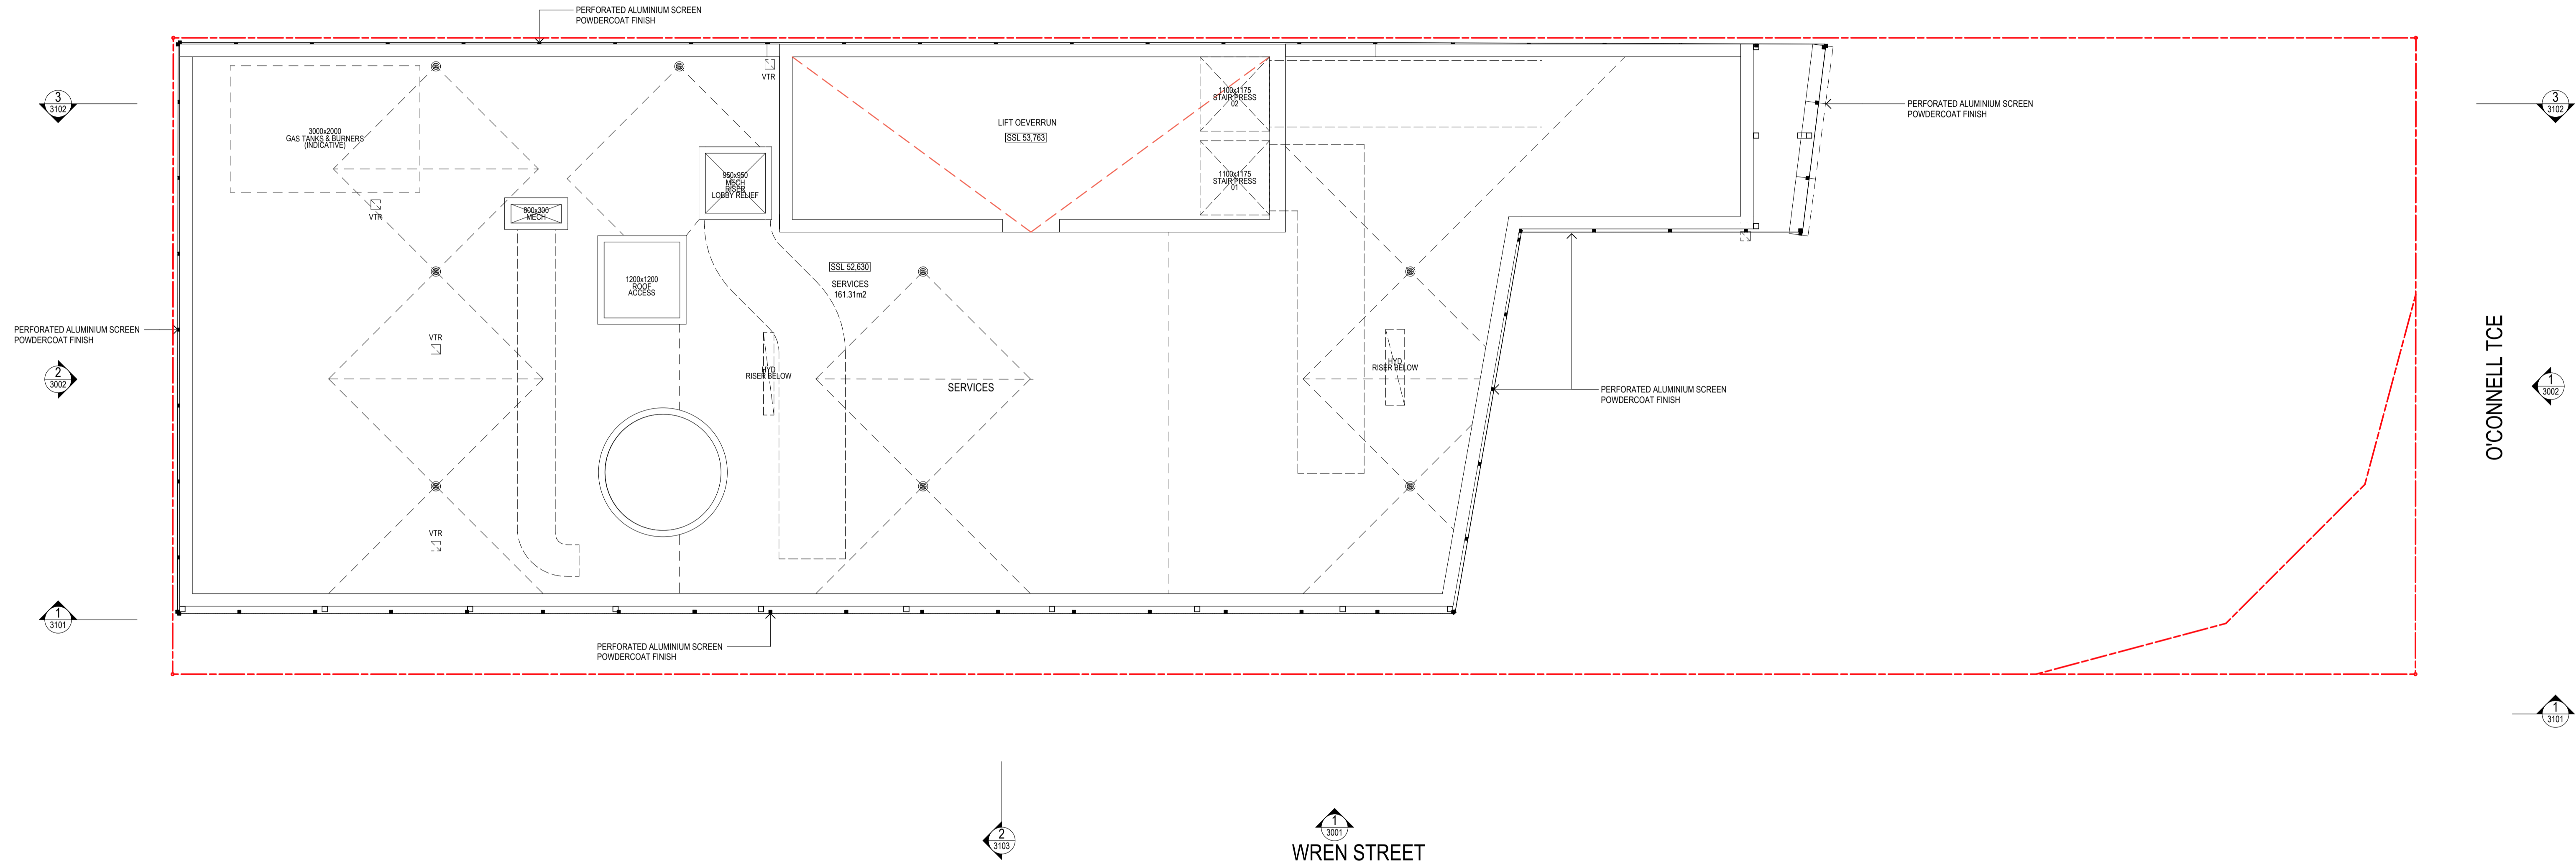 PERFORATED ALUMINIUM SCREEN
POWDERCOAT FINISH
3
3102
3000x2000
GAS TANKS & BURNERS
(INDICATIVE)
VTR
VTR
LIFT OEVERRUN
SSL 53,763
1100x1175
STAIR PRESS
02
1100x1175
STAIR PRESS
01
PERFORATED ALUMINIUM SCREEN
POWDERCOAT FINISH
3
3102
950x950
MECH
RISER
LOBBY RELIEF
800x300
MECH
1200x1200
ROOF
ACCESS
SSL 52,630
SERVICES
161.31m2
PERFORATED ALUMINIUM SCREEN
POWDERCOAT FINISH
2
3002
VTR
HYD
RISER BELOW
SERVICES
HYD
RISER BELOW
PERFORATED ALUMINIUM SCREEN
POWDERCOAT FINISH
O'CONNELL TCE
1
3002
VTR
1
3101
PERFORATED ALUMINIUM SCREEN
POWDERCOAT FINISH
1
3101
2
3103
1
3001
WREN STREET